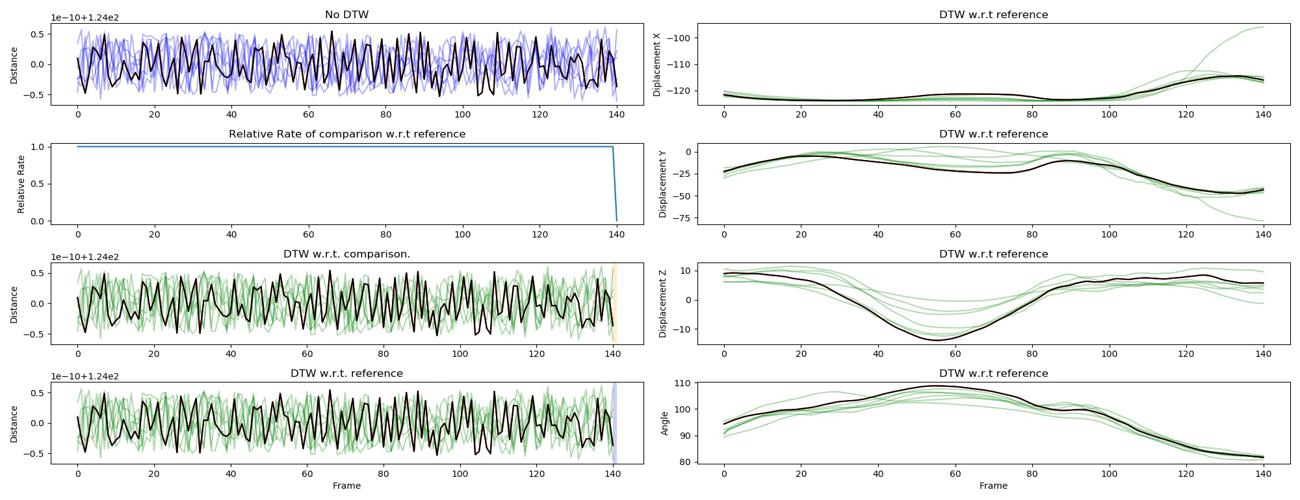 No DTW
1e−10+1.24e2
0.5
0.0
−0.5
Distance
0 20 40 60 80 100 120 140
Relative Rate of comparison w.r.t reference
1.0
0.5
0.0
Relative Rate
0 20 40 60 80 100 120 140
DTW w.r.t. comparison.
1e−10+1.24e2
0.5
0.0
−0.5
Distance
0 20 40 60 80 100 120 140
DTW w.r.t. reference
1e−10+1.24e2
0.5
0.0
−0.5
Distance
0 20 40 60 80 100 120 140
Frame
DTW w.r.t reference
−100
−110
−120
Diplacement X
0 20 40 60 80 100 120 140
DTW w.r.t reference
0
−25
−50
−75
Displacement Y
0 20 40 60 80 100 120 140
DTW w.r.t reference
10
0
−10
Displacement Z
0 20 40 60 80 100 120 140
DTW w.r.t reference
110
100
90
80
Angle
0 20 40 60 80 100 120 140
Frame